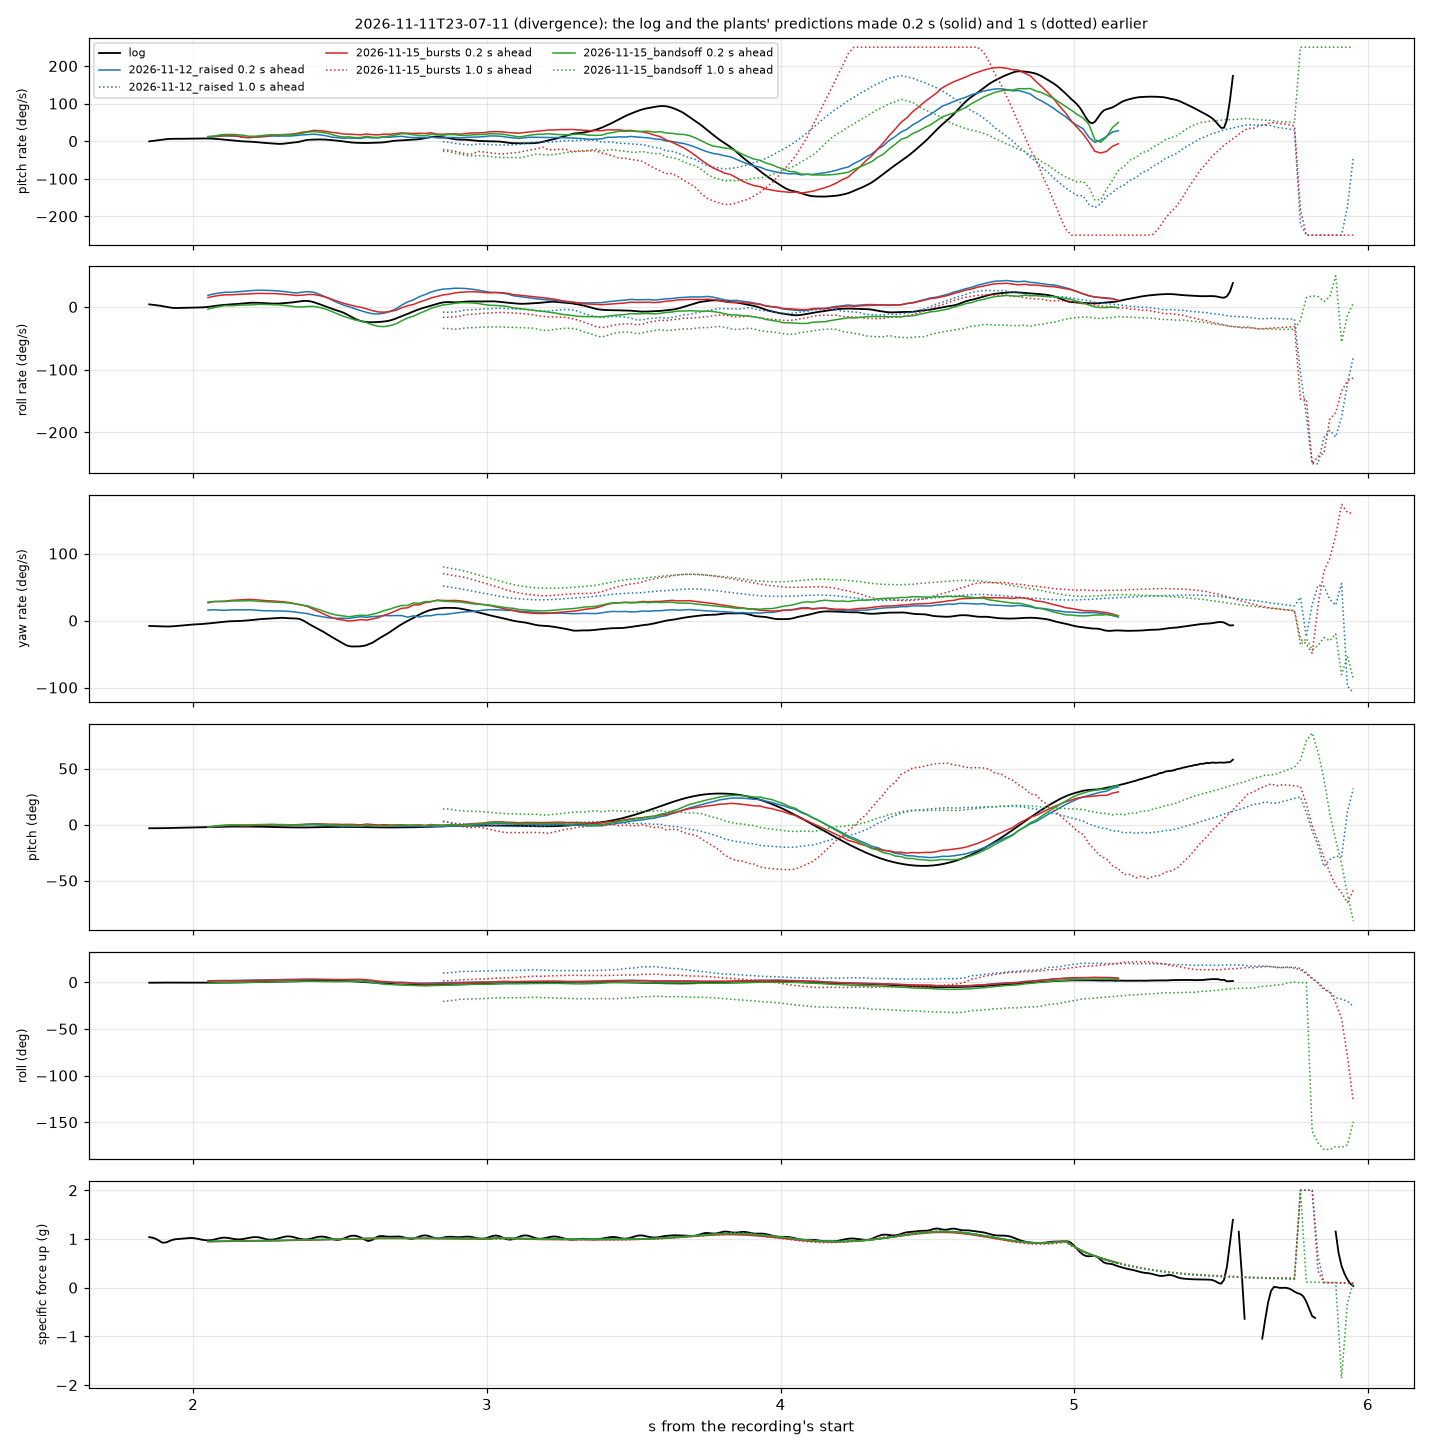 2026-11-11T23-07-11 (divergence): the log and the plants' predictions made 0.2 s (solid) and 1 s (dotted) earlier
log
2026-11-12_raised 0.2 s ahead
2026-11-12_raised 1.0 s ahead
2026-11-15_bursts 0.2 s ahead
2026-11-15_bursts 1.0 s ahead
2026-11-15_bandsoff 0.2 s ahead
2026-11-15_bandsoff 1.0 s ahead
pitch rate (deg/s)
200
100
0
−100
−200
roll rate (deg/s)
0
−100
−200
yaw rate (deg/s)
100
0
−100
pitch (deg)
50
0
−50
roll (deg)
0
−50
−100
−150
specific force up (g)
2
1
0
−1
−2
2 3 4 5 6
s from the recording's start